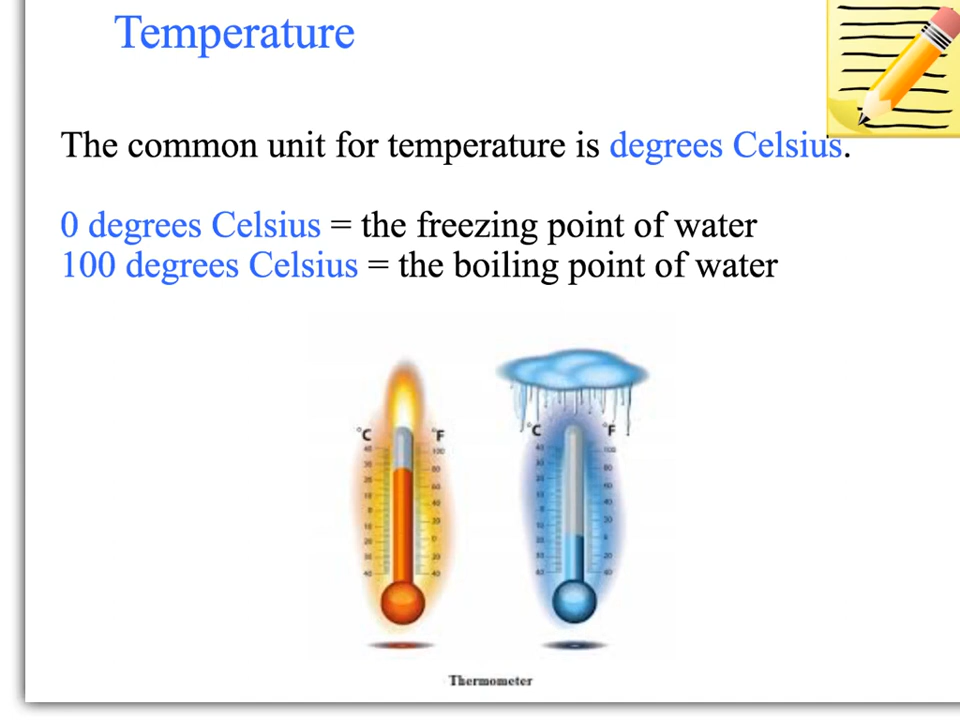 Temperature
The common unit for temperature is degrees Celsius.
0 degrees Celsius = the freezing point of water
100 degrees Celsius = the boiling point of water
°C °F °C °F
Thermometer